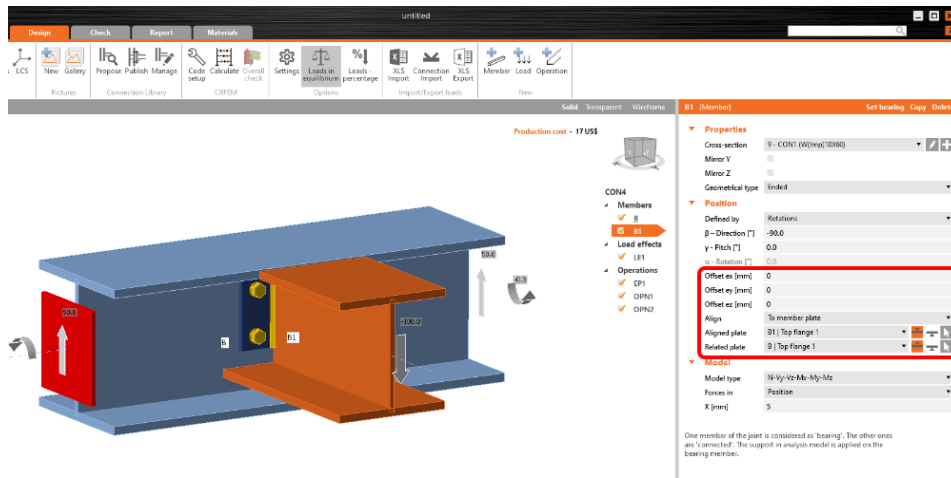 untitled
Design Check Report Materials
LCS New Gallery Propose Publish Manage Code setup Calculate Overall check Settings Loads in equilibrium Loads - percentage XLS Import Connection Import XLS Export Member Load Operation
Pictures Connection Library CBFEM Options Import/Export loads New
Solid Transparent Wireframe
B1 [Member] Set bearing Copy Delet
Production cost - 17 US$
Properties
Cross-section 9 - CON1 (W(Imp)10X60)
Mirror Y
Mirror Z
Geometrical type Ended
Position
Defined by Rotations
β – Direction [°] -90.0
γ - Pitch [°] 0.0
α - Rotation [°] 0.0
Offset ex [mm] 0
Offset ey [mm] 0
Offset ez [mm] 0
Align To member plate
Aligned plate B1 | Top flange 1
Related plate B | Top flange 1
Model
Model type N-Vy-Vz-Mx-My-Mz
Forces in Position
X [mm] 5
One member of the joint is considered as 'bearing'. The other ones
are 'connected'. The support in analysis model is applied on the
bearing member.
CON4
Members
B
B1
Load effects
LE1
Operations
EP1
OPN1
OPN2
50.0
0.0
50.0
-100.0
B
B1